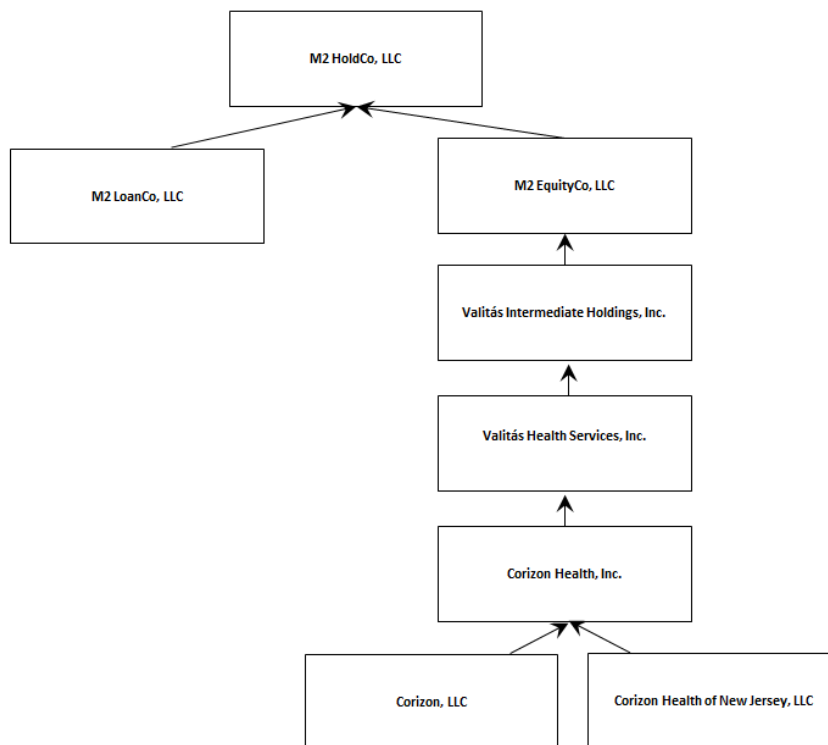 M2 HoldCo, LLC
M2 LoanCo, LLC
M2 EquityCo, LLC
Valitás Intermediate Holdings, Inc.
Valitás Health Services, Inc.
Corizon Health, Inc.
Corizon, LLC
Corizon Health of New Jersey, LLC